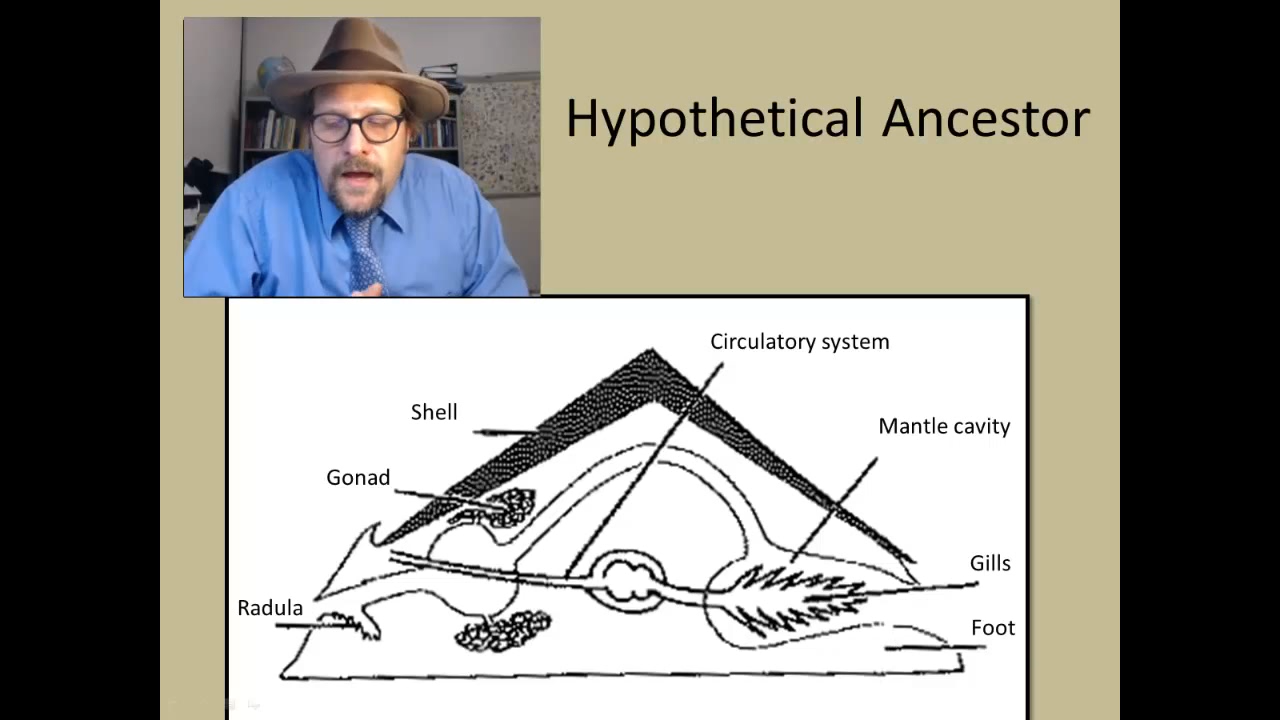 Hypothetical Ancestor
Circulatory system
Shell
Mantle cavity
Gonad
Gills
Radula
Foot